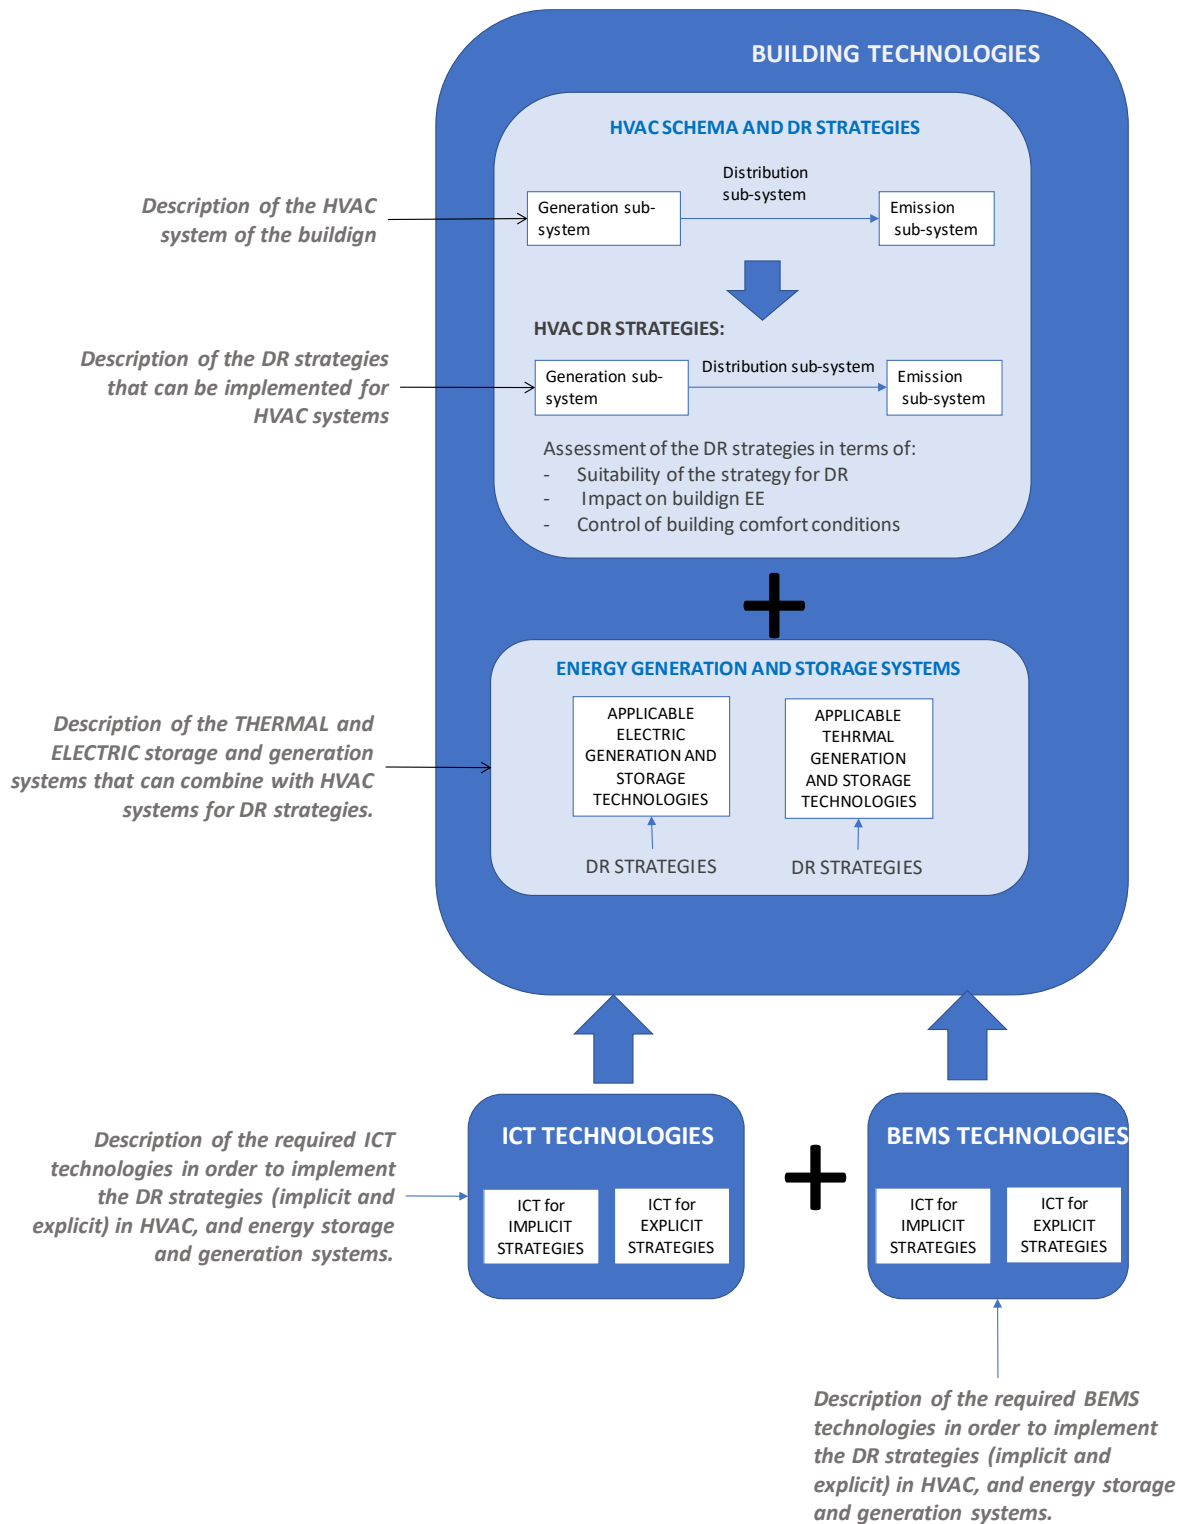 BUILDING TECHNOLOGIES
HVAC SCHEMA AND DR STRATEGIES
Description of the HVAC
system of the buildign
Generation sub-
system
Distribution
sub-system
Emission
sub-system
HVAC DR STRATEGIES:
Description of the DR strategies
that can be implemented for
HVAC systems
Generation sub-
system
Distribution sub-system
Emission
sub-system
Assessment of the DR strategies in terms of:
- Suitability of the strategy for DR
- Impact on buildign EE
- Control of building comfort conditions
+
ENERGY GENERATION AND STORAGE SYSTEMS
Description of the THERMAL and
ELECTRIC storage and generation
systems that can combine with HVAC
systems for DR strategies.
APPLICABLE
ELECTRIC
GENERATION AND
STORAGE
TECHNOLOGIES
APPLICABLE
TEHRMAL
GENERATION
AND STORAGE
TECHNOLOGIES
DR STRATEGIES
DR STRATEGIES
Description of the required ICT
technologies in order to implement
the DR strategies (implicit and
explicit) in HVAC, and energy storage
and generation systems.
ICT TECHNOLOGIES
ICT for
IMPLICIT
STRATEGIES
ICT for
EXPLICIT
STRATEGIES
+
BEMS TECHNOLOGIES
ICT for
IMPLICIT
STRATEGIES
ICT for
EXPLICIT
STRATEGIES
Description of the required BEMS
technologies in order to implement
the DR strategies (implicit and
explicit) in HVAC, and energy storage
and generation systems.